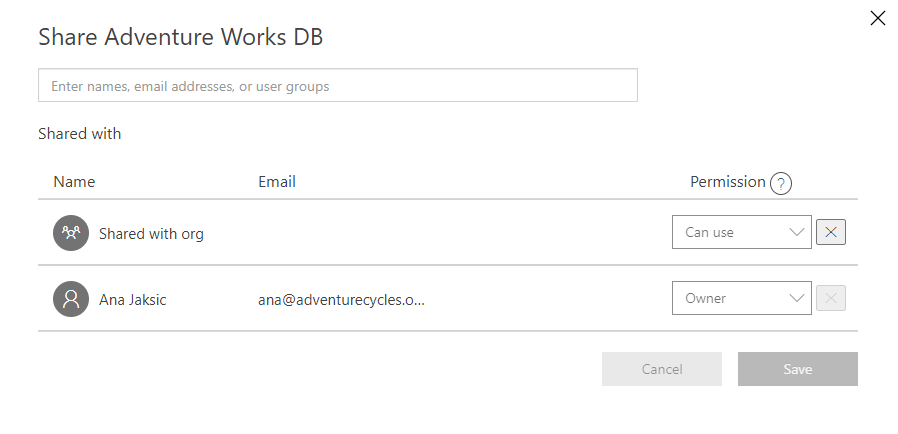 Share Adventure Works DB
Enter names, email addresses, or user groups
Shared with
Name Email Permission ?
Shared with org Can use
Ana Jaksic ana@adventurecycles.o... Owner
Cancel Save